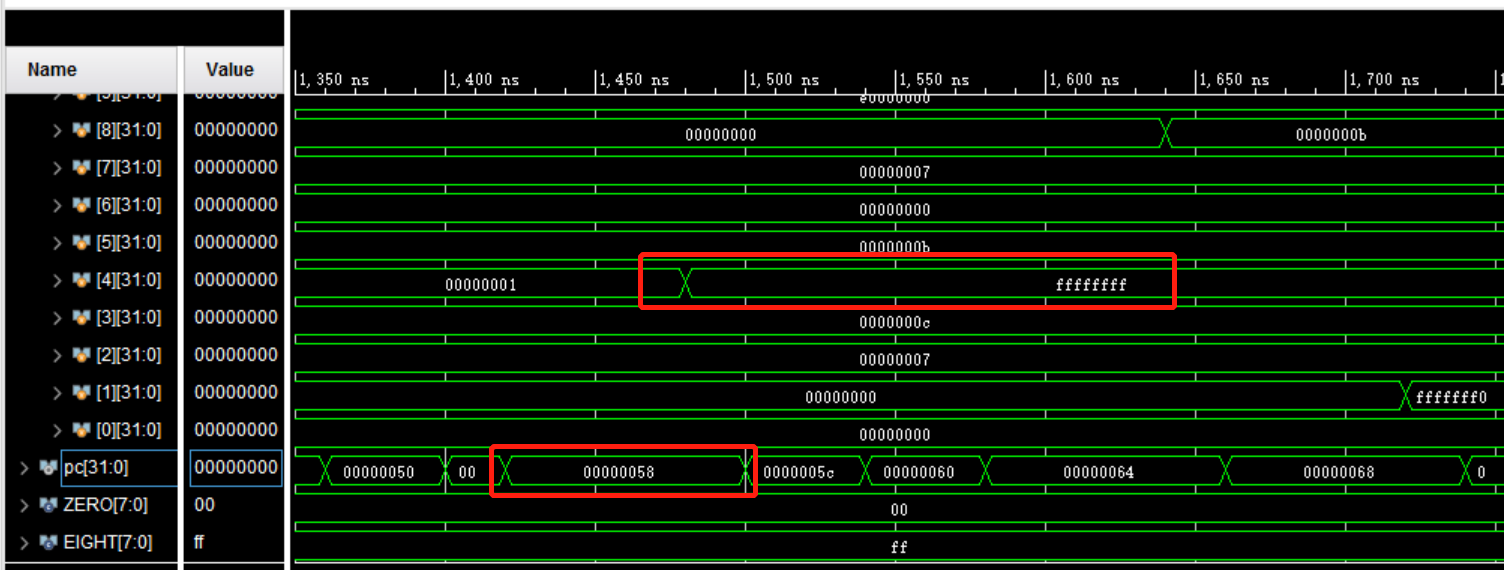 Name Value 1,350 ns 1,400 ns 1,450 ns 1,500 ns 1,550 ns 1,600 ns 1,650 ns 1,700 ns
[8][31:0] 00000000 00000000 0000000b
[7][31:0] 00000000 00000007
[6][31:0] 00000000 00000000
[5][31:0] 00000000 0000000b
[4][31:0] 00000000 00000001 ffffffff
[3][31:0] 00000000 0000000c
[2][31:0] 00000000 00000007
[1][31:0] 00000000 00000000 fffffff0
[0][31:0] 00000000 00000000
pc[31:0] 00000000 00000050 00 00000058 0000005c 00000060 00000064 00000068 0
ZERO[7:0] 00 00
EIGHT[7:0] ff ff